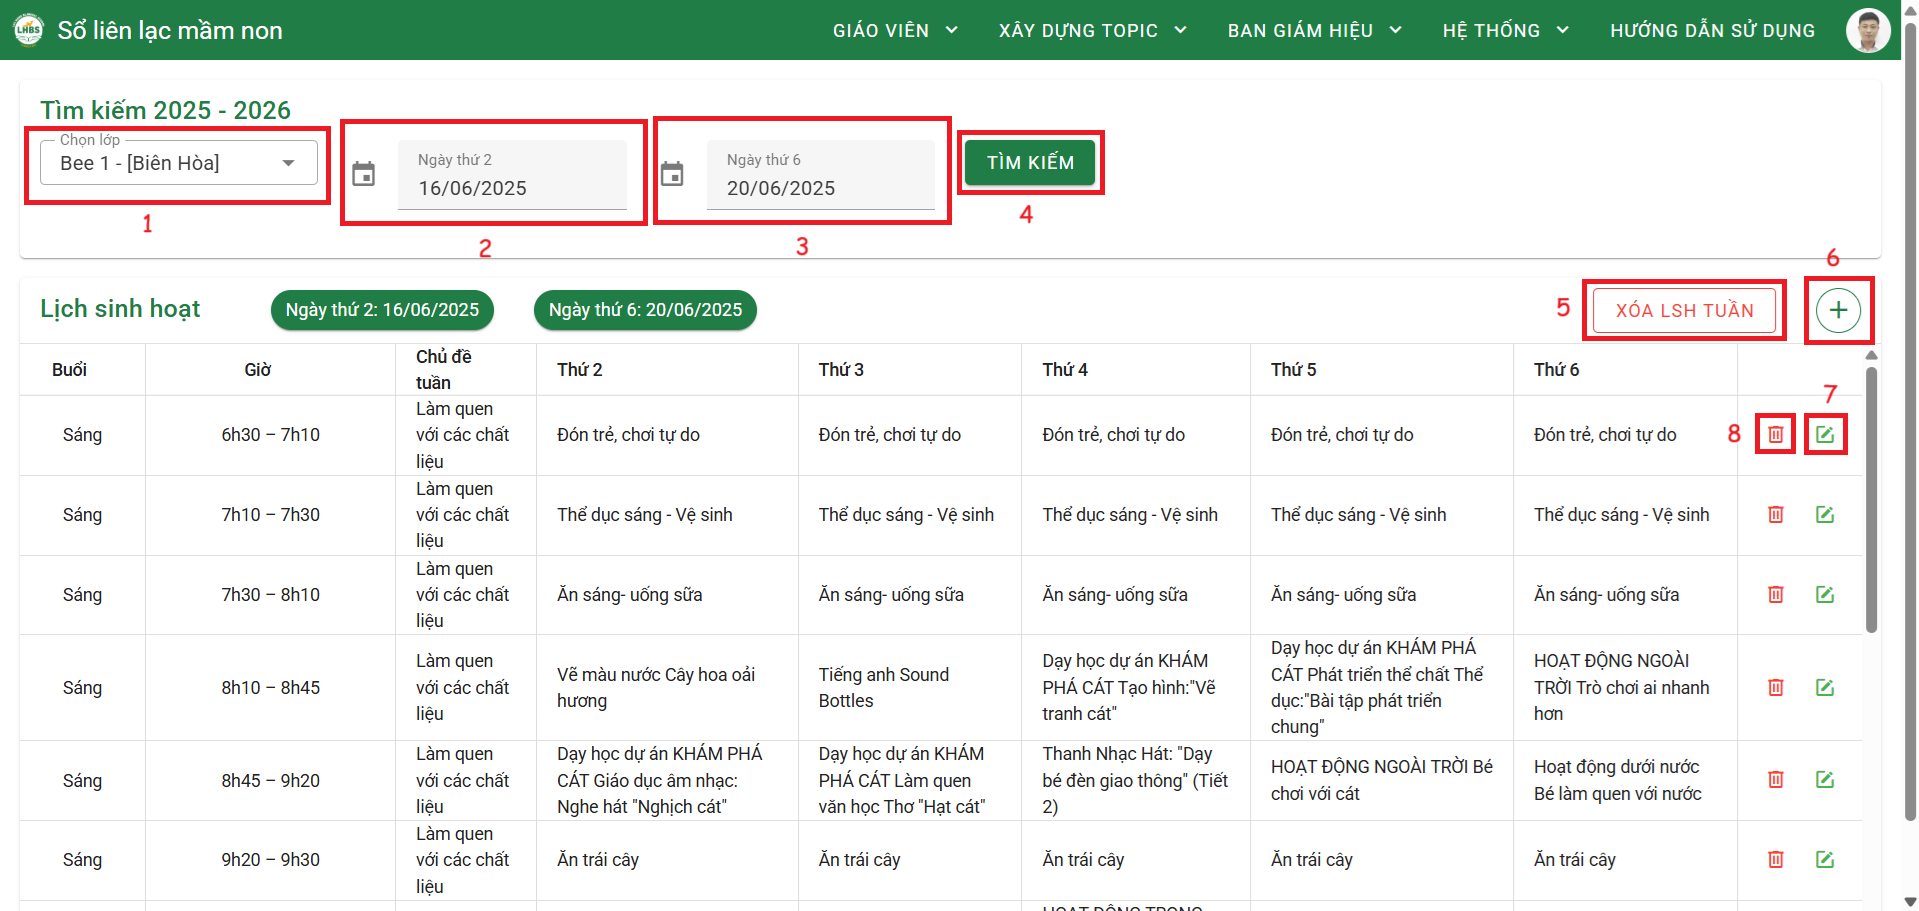 LHBS
Sổ liên lạc mầm non
GIÁO VIÊN
XÂY DỰNG TOPIC
BAN GIÁM HIỆU
HỆ THỐNG
HƯỚNG DẪN SỬ DỤNG
Tìm kiếm 2025 - 2026
Chọn lớp
Bee 1 - [Biên Hòa]
Ngày thứ 2
16/06/2025
Ngày thứ 6
20/06/2025
TÌM KIẾM
1
2
3
4
Lịch sinh hoạt
Ngày thứ 2: 16/06/2025
Ngày thứ 6: 20/06/2025
5
XÓA LSH TUẦN
6
Buổi
Giờ
Chủ đề
tuần
Thứ 2
Thứ 3
Thứ 4
Thứ 5
Thứ 6
7
Sáng
6h30 – 7h10
Làm quen
với các chất
liệu
Đón trẻ, chơi tự do
Đón trẻ, chơi tự do
Đón trẻ, chơi tự do
Đón trẻ, chơi tự do
Đón trẻ, chơi tự do
8
Sáng
7h10 – 7h30
Làm quen
với các chất
liệu
Thể dục sáng - Vệ sinh
Thể dục sáng - Vệ sinh
Thể dục sáng - Vệ sinh
Thể dục sáng - Vệ sinh
Thể dục sáng - Vệ sinh
Sáng
7h30 – 8h10
Làm quen
với các chất
liệu
Ăn sáng- uống sữa
Ăn sáng- uống sữa
Ăn sáng- uống sữa
Ăn sáng- uống sữa
Ăn sáng- uống sữa
Sáng
8h10 – 8h45
Làm quen
với các chất
liệu
Vẽ màu nước Cây hoa oải
hương
Tiếng anh Sound
Bottles
Dạy học dự án KHÁM
PHÁ CÁT Tạo hình:"Vẽ
tranh cát"
Dạy học dự án KHÁM PHÁ
CÁT Phát triển thể chất Thể
dục:"Bài tập phát triển
chung"
HOẠT ĐỘNG NGOÀI
TRỜI Trò chơi ai nhanh
hơn
Sáng
8h45 – 9h20
Làm quen
với các chất
liệu
Dạy học dự án KHÁM PHÁ
CÁT Giáo dục âm nhạc:
Nghe hát "Nghịch cát"
Dạy học dự án KHÁM
PHÁ CÁT Làm quen
văn học Thơ "Hạt cát"
Thanh Nhạc Hát: "Dạy
bé đèn giao thông" (Tiết
2)
HOẠT ĐỘNG NGOÀI TRỜI Bé
chơi với cát
Hoạt động dưới nước
Bé làm quen với nước
Sáng
9h20 – 9h30
Làm quen
với các chất
liệu
Ăn trái cây
Ăn trái cây
Ăn trái cây
Ăn trái cây
Ăn trái cây
HOẠT ĐỘNG TRONG